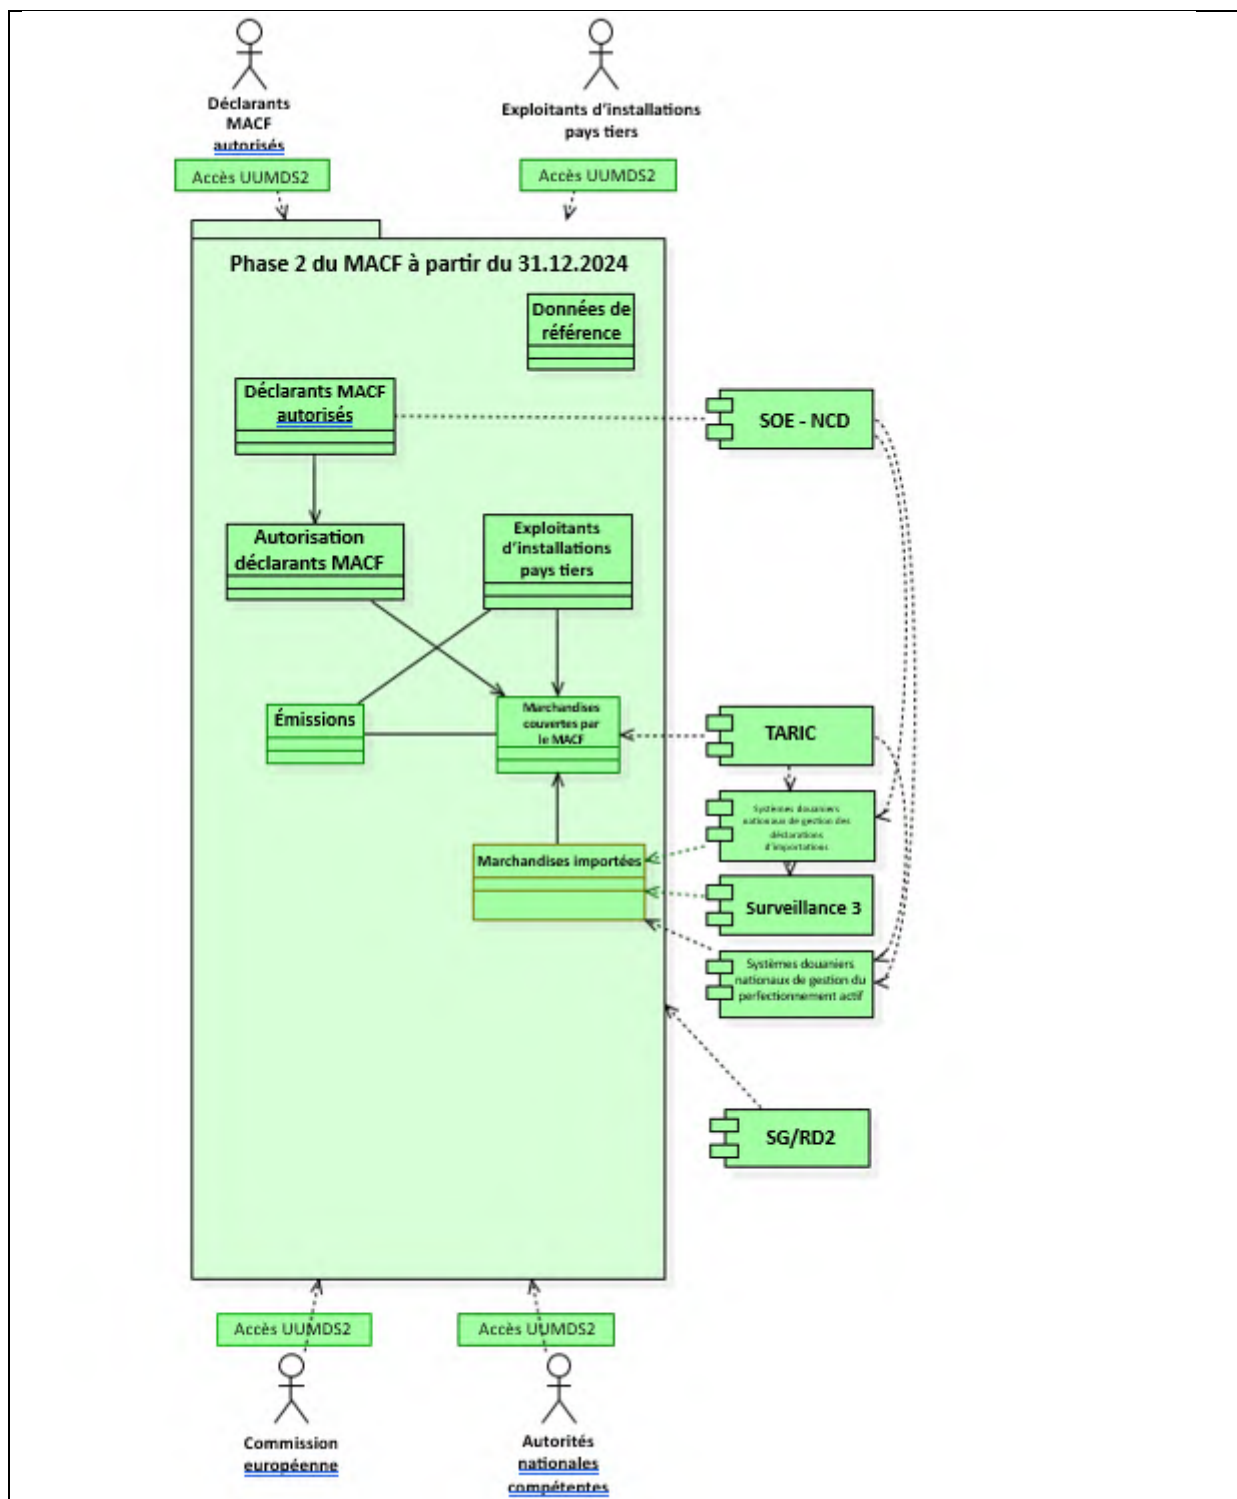 Déclarants
MACF
autorisés
Exploitants d'installations
pays tiers
Accès UUMDS2
Accès UUMDS2
Phase 2 du MACF à partir du 31.12.2024
Données de
référence
Déclarants MACF
autorisés
SOE - NCD
Autorisation
déclarants MACF
Exploitants
d'installations
pays tiers
Émissions
Marchandises
couvertes par
le MACF
TARIC
Systèmes douaniers
nationaux de gestion des
déclarations
d'importations
Marchandises importées
Surveillance 3
Systèmes douaniers
nationaux de gestion du
perfectionnement actif
SG/RD2
Accès UUMDS2
Accès UUMDS2
Commission
européenne
Autorités
nationales
compétentes